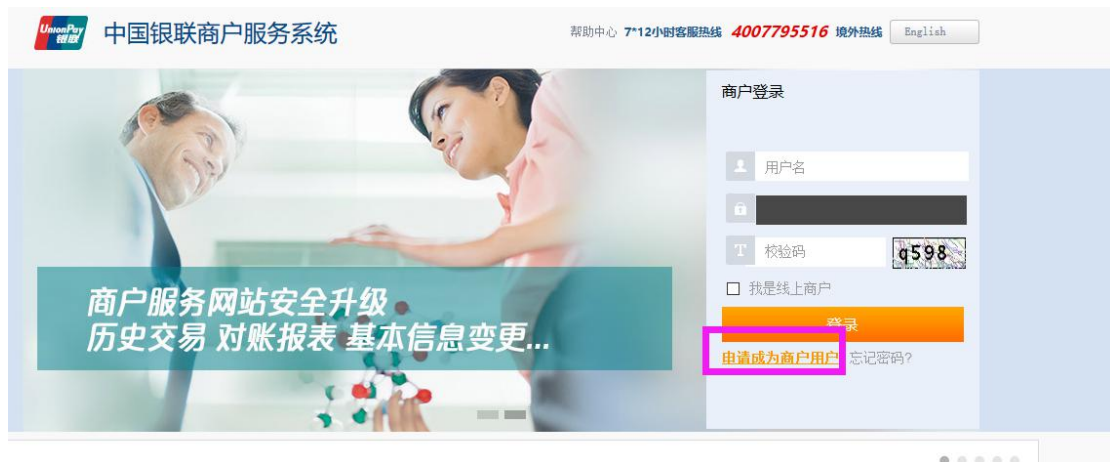 UnionPay
银联
中国银联商户服务系统
帮助中心 7*12小时客服热线 4007795516 境外热线 English
商户登录
用户名
校验码 q598
我是线上商户
登录
申请成为商户用户 忘记密码?
商户服务网站安全升级
历史交易 对账报表 基本信息变更...